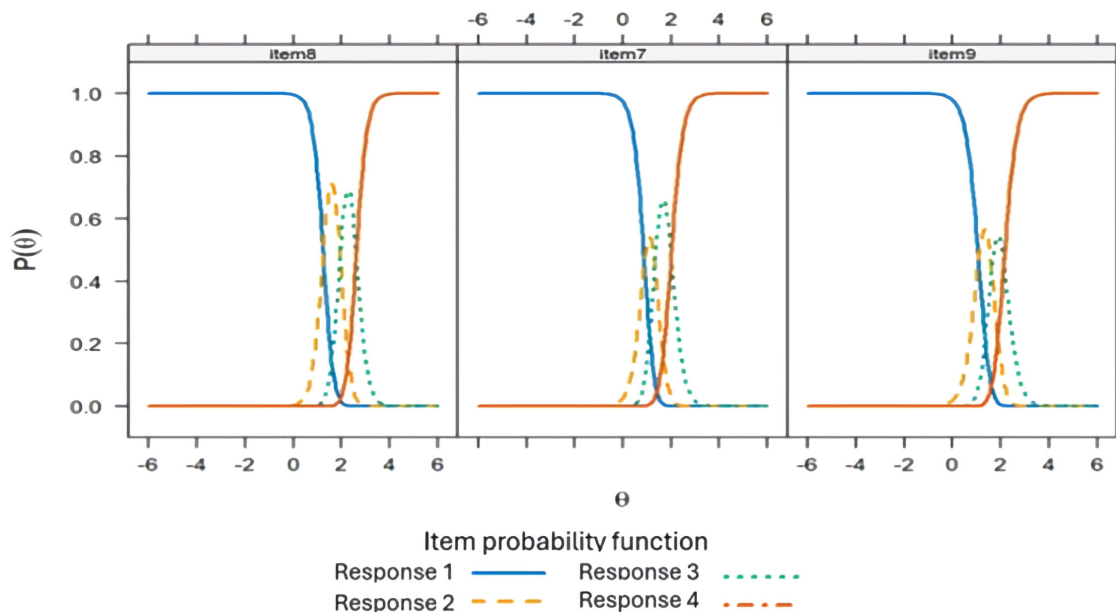 -6 -4 -2 0 2 4 6
item8 item7 item9
1.0
0.8
0.6
0.4
0.2
0.0
P(θ)
-6 -4 -2 0 2 4 6 -6 -4 -2 0 2 4 6
Θ
Item probability function
Response 1 Response 3
Response 2 Response 4